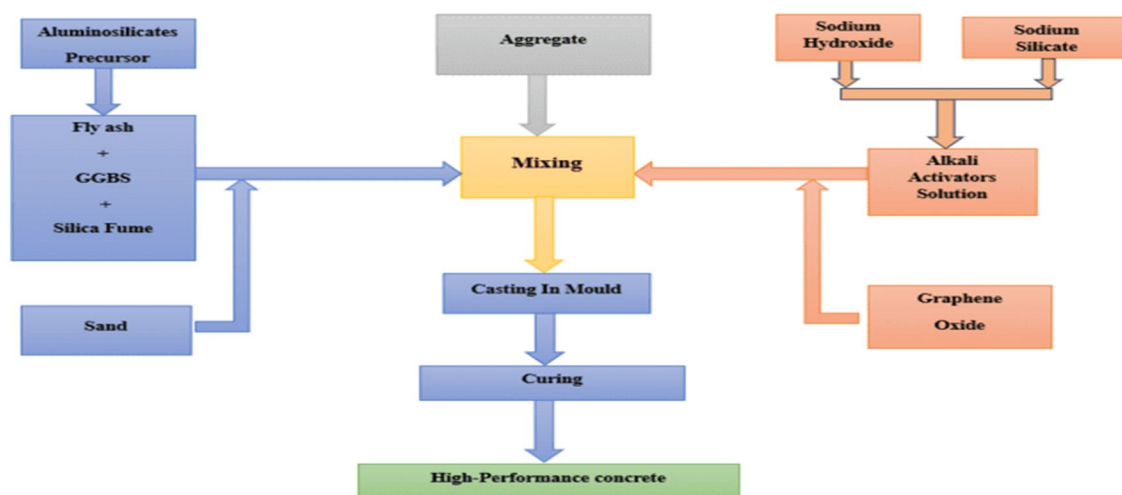 Aluminosilicates
Precursor
Aggregate
Sodium
Hydroxide
Sodium
Silicate
Fly ash
+
GGBS
+
Silica Fume
Mixing
Alkali
Activators
Solution
Sand
Casting In Mould
Graphene
Oxide
Curing
High-Performance concrete